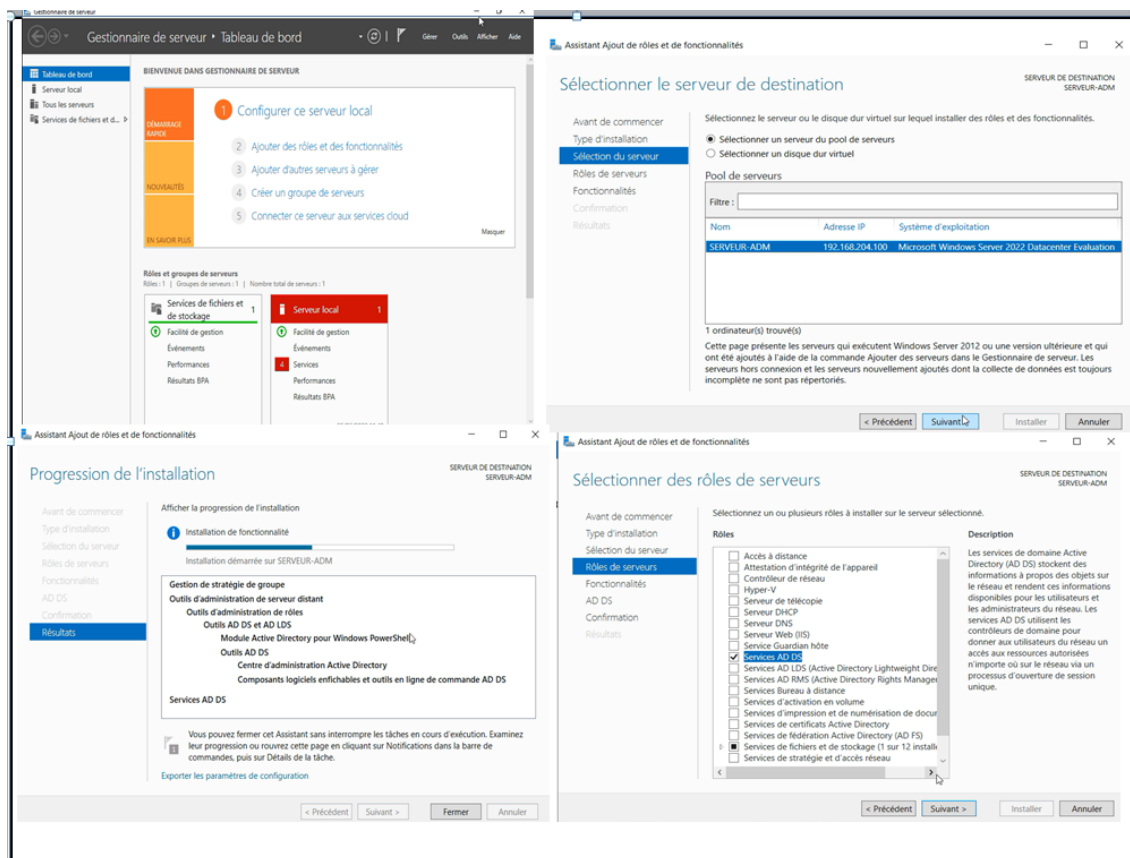 Gestionnaire de serveur
Gestionnaire de serveur • Tableau de bord
Gérer Outils Afficher Aide
Tableau de bord
Serveur local
Tous les serveurs
Services de fichiers et d...
BIENVENUE DANS GESTIONNAIRE DE SERVEUR
DÉMARRAGE
RAPIDE
NOUVEAUTÉS
EN SAVOIR PLUS
1 Configurer ce serveur local
2 Ajouter des rôles et des fonctionnalités
3 Ajouter d'autres serveurs à gérer
4 Créer un groupe de serveurs
5 Connecter ce serveur aux services cloud
Masquer
Rôles et groupes de serveurs
Rôles : 1 | Groupes de serveurs : 1 | Nombre total de serveurs : 1
Services de fichiers et
de stockage
1
Facilité de gestion
Événements
Performances
Résultats BPA
Serveur local 1
Facilité de gestion
Événements
4 Services
Performances
Résultats BPA
Assistant Ajout de rôles et de fonctionnalités
Sélectionner le serveur de destination
SERVEUR DE DESTINATION
SERVEUR-ADM
Avant de commencer
Type d'installation
Sélection du serveur
Rôles de serveurs
Fonctionnalités
Confirmation
Résultats
Sélectionnez le serveur ou le disque dur virtuel sur lequel installer des rôles et des fonctionnalités.
Sélectionner un serveur du pool de serveurs
Sélectionner un disque dur virtuel
Pool de serveurs
Filtre :
Nom Adresse IP Système d'exploitation
SERVEUR-ADM 192.168.204.100 Microsoft Windows Server 2022 Datacenter Evaluation
1 ordinateur(s) trouvé(s)
Cette page présente les serveurs qui exécutent Windows Server 2012 ou une version ultérieure et qui
ont été ajoutés à l'aide de la commande Ajouter des serveurs dans le Gestionnaire de serveur. Les
serveurs hors connexion et les serveurs nouvellement ajoutés dont la collecte de données est toujours
incomplète ne sont pas répertoriés.
< Précédent Suivant > Installer Annuler
Assistant Ajout de rôles et de fonctionnalités
Progression de l'installation
SERVEUR DE DESTINATION
SERVEUR-ADM
Avant de commencer
Type d'installation
Sélection du serveur
Rôles de serveurs
Fonctionnalités
AD DS
Confirmation
Résultats
Afficher la progression de l'installation
Installation de fonctionnalité
Installation démarrée sur SERVEUR-ADM
Gestion de stratégie de groupe
Outils d'administration de serveur distant
Outils d'administration de rôles
Outils AD DS et AD LDS
Module Active Directory pour Windows PowerShell
Outils AD DS
Centre d'administration Active Directory
Composants logiciels enfichables et outils en ligne de commande AD DS
Services AD DS
Vous pouvez fermer cet Assistant sans interrompre les tâches en cours d'exécution. Examinez
leur progression ou rouvrez cette page en cliquant sur Notifications dans la barre de
commandes, puis sur Détails de la tâche.
Exporter les paramètres de configuration
< Précédent Suivant > Fermer Annuler
Assistant Ajout de rôles et de fonctionnalités
Sélectionner des rôles de serveurs
SERVEUR DE DESTINATION
SERVEUR-ADM
Avant de commencer
Type d'installation
Sélection du serveur
Rôles de serveurs
Fonctionnalités
AD DS
Confirmation
Résultats
Sélectionnez un ou plusieurs rôles à installer sur le serveur sélectionné.
Rôles
Accès à distance
Attestation d'intégrité de l'appareil
Contrôleur de réseau
Hyper-V
Serveur de télécopie
Serveur DHCP
Serveur DNS
Serveur Web (IIS)
Service Guardian hôte
Services AD DS
Services AD LDS (Active Directory Lightweight Dire
Services AD RMS (Active Directory Rights Manager
Services Bureau à distance
Services d'activation en volume
Services d'impression et de numérisation de docur
Services de certificats Active Directory
Services de fédération Active Directory (AD FS)
Services de fichiers et de stockage (1 sur 12 install
Services de stratégie et d'accès réseau
Description
Les services de domaine Active
Directory (AD DS) stockent des
informations à propos des objets sur
le réseau et rendent ces informations
disponibles pour les utilisateurs et
les administrateurs du réseau. Les
services AD DS utilisent les
contrôleurs de domaine pour
donner aux utilisateurs du réseau un
accès aux ressources autorisées
n'importe où sur le réseau via un
processus d'ouverture de session
unique.
< Précédent Suivant > Installer Annuler